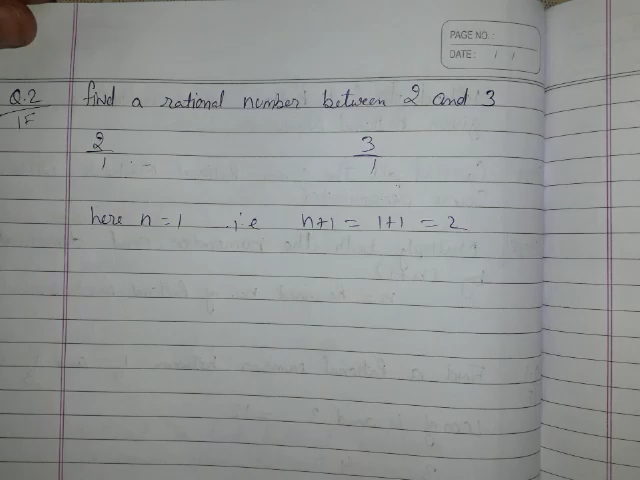 PAGE NO.:
DATE: / /
Q.2 find a rational number between 2 and 3
1F
2/1 3/1
here n = 1 i.e n+1 = 1+1 = 2